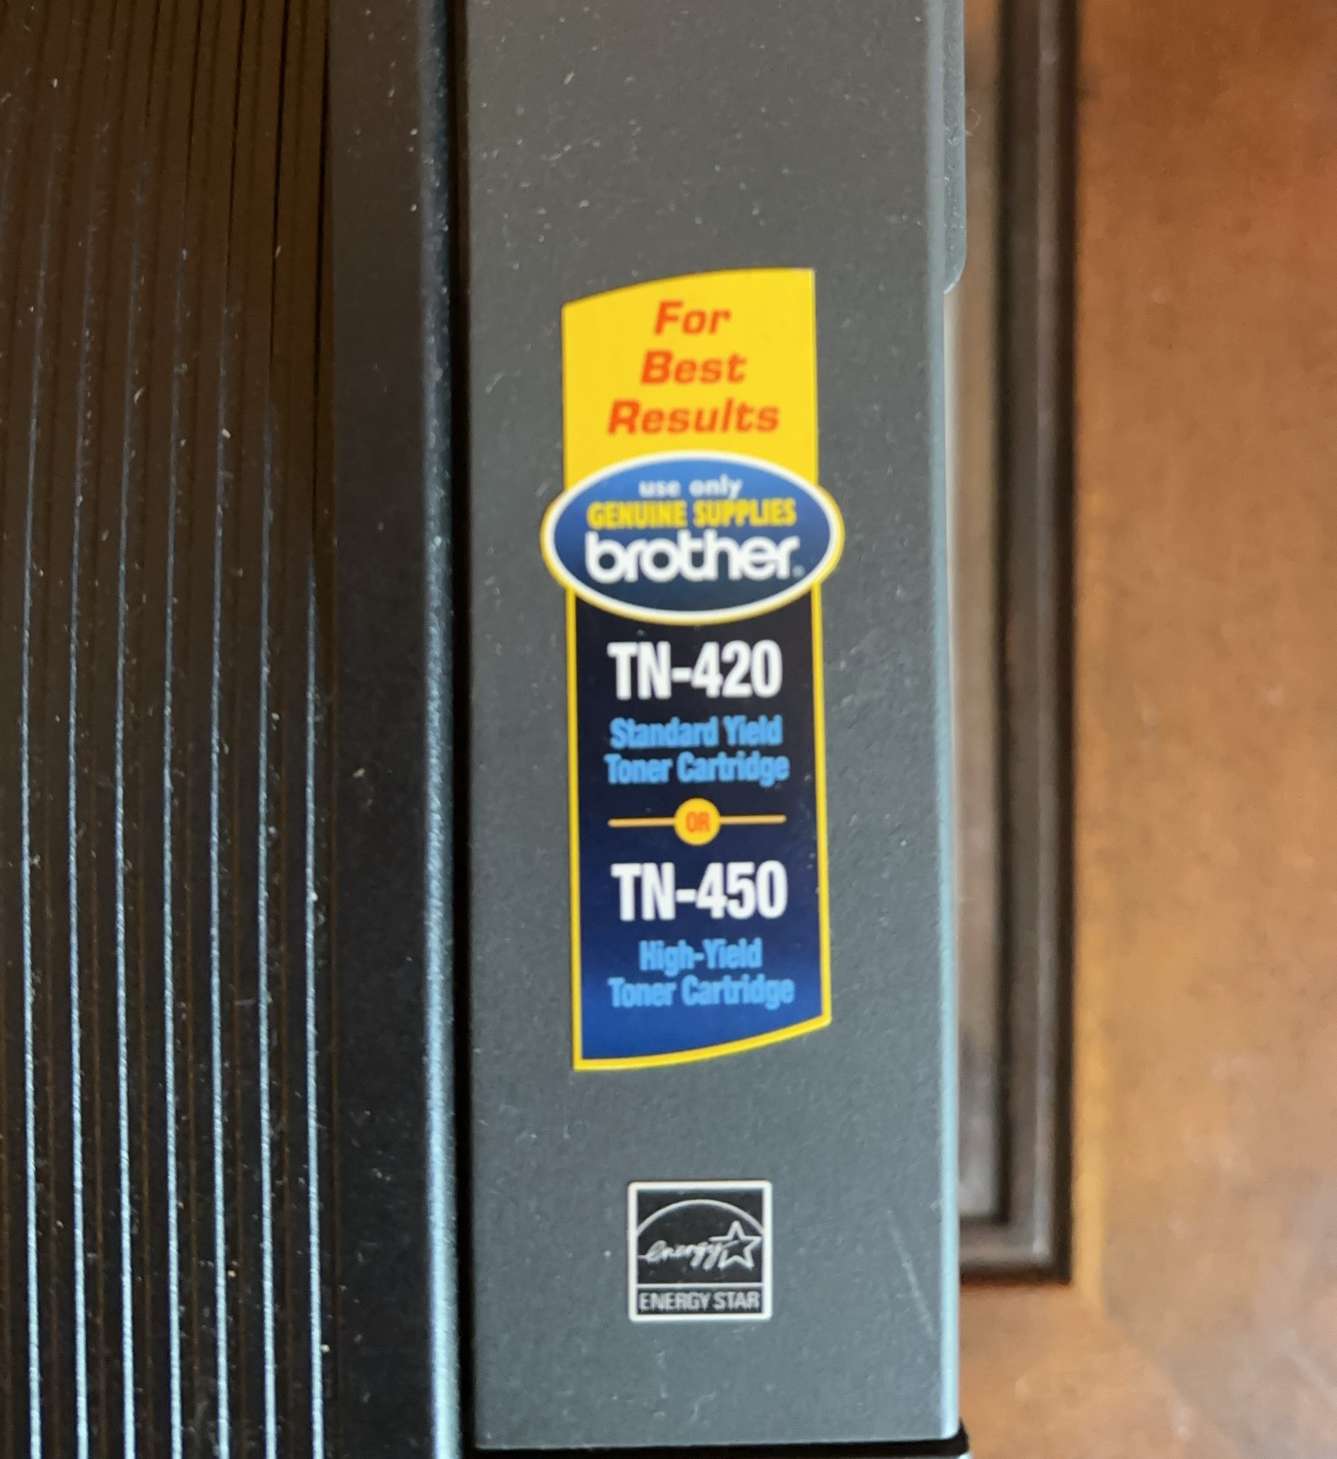 For
Best
Results
use only
GENUINE SUPPLIES
brother®
TN-420
Standard Yield
Toner Cartridge
OR
TN-450
High-Yield
Toner Cartridge
energy
ENERGY STAR